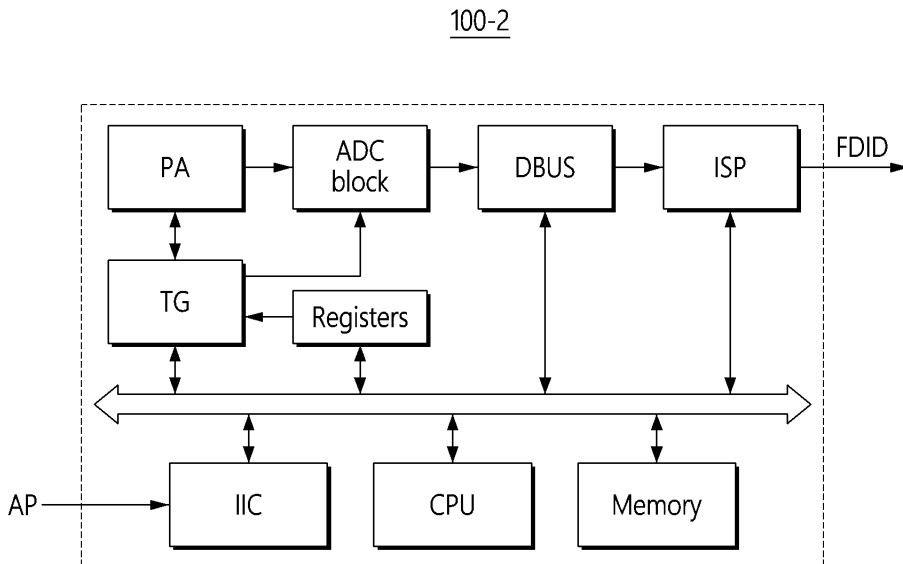 100-2
PA
ADC
block
DBUS
ISP
FDID
TG
Registers
AP
IIC
CPU
Memory